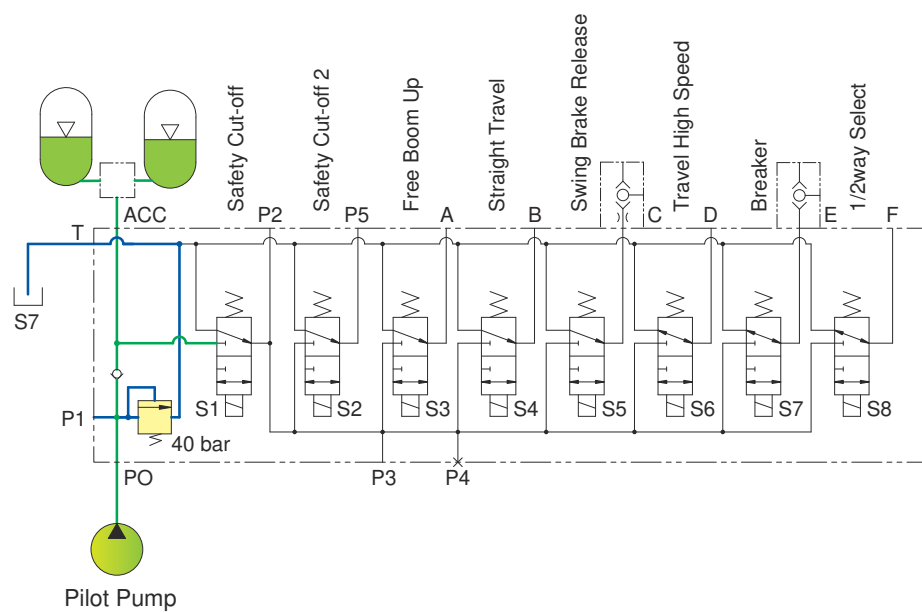 Safety Cut-off
Safety Cut-off 2
Free Boom Up
Straight Travel
Swing Brake Release
Travel High Speed
Breaker
1/2way Select
ACC
P2
P5
A
B
C
D
E
F
T
S7
S1
S2
S3
S4
S5
S6
S7
S8
P1
40 bar
PO
P3
P4
Pilot Pump